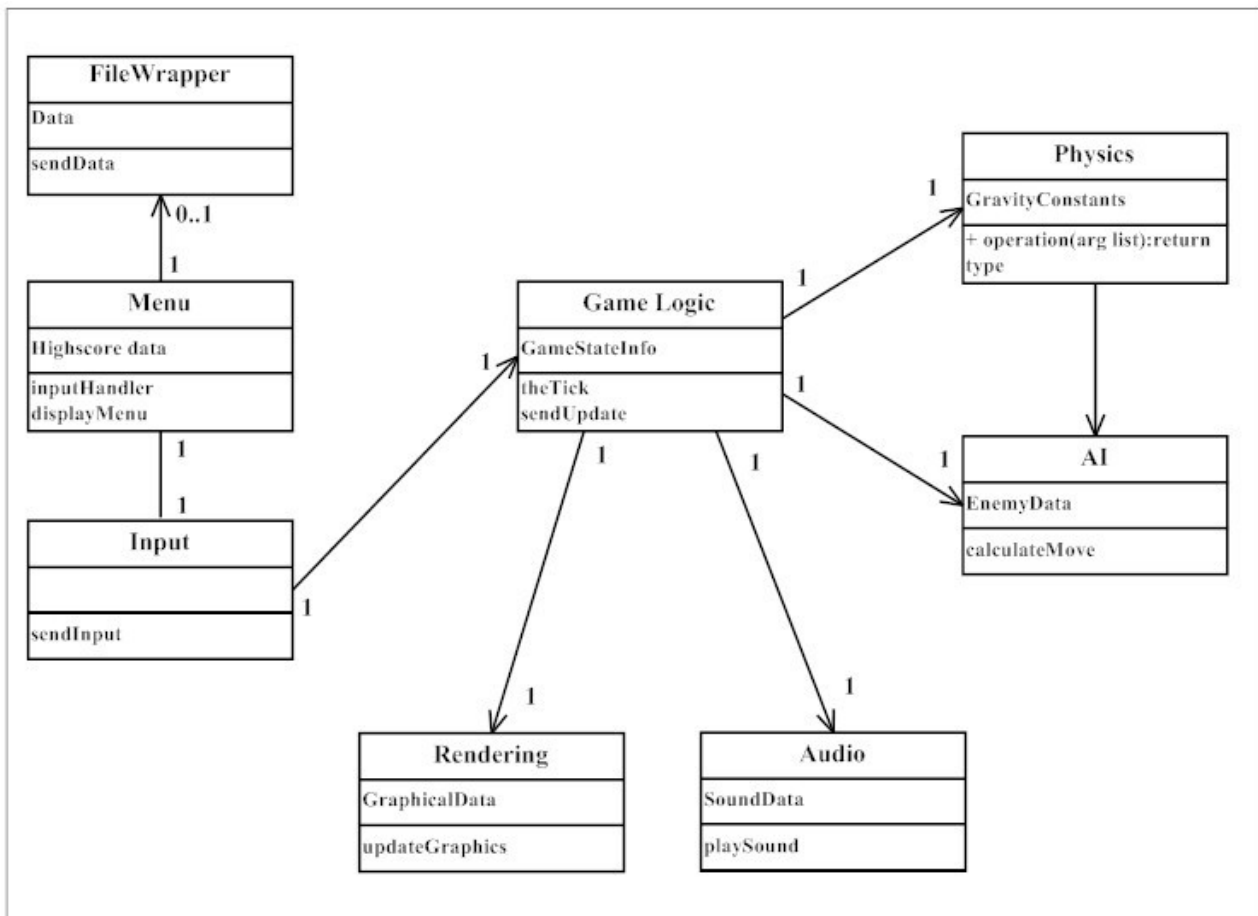 FileWrapper
Data
sendData
0..1
1
Menu
Highscore data
inputHandler
displayMenu
1
1
Input
sendInput
1
1
Game Logic
GameStateInfo
theTick
sendUpdate
1
1
1
1
1
1
Physics
GravityConstants
+ operation(arg list):return
type
1
AI
EnemyData
calculateMove
1
Rendering
GraphicalData
updateGraphics
1
Audio
SoundData
playSound